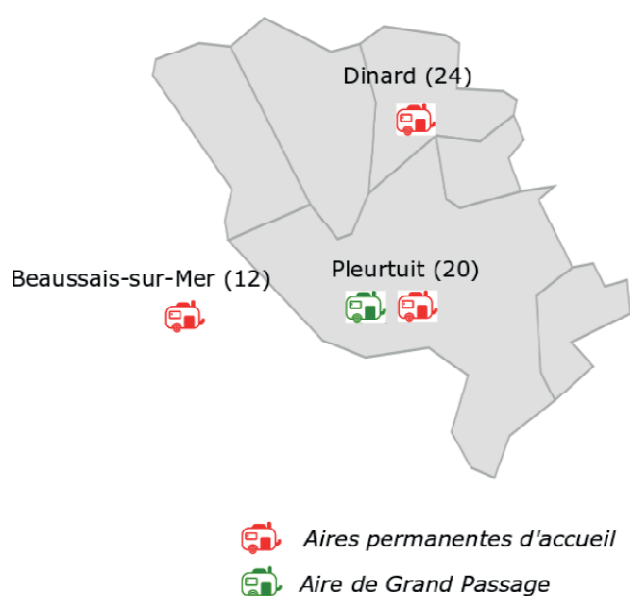 Dinard (24)
Beaussais-sur-Mer (12)
Pleurtuit (20)
Aires permanentes d'accueil
Aire de Grand Passage